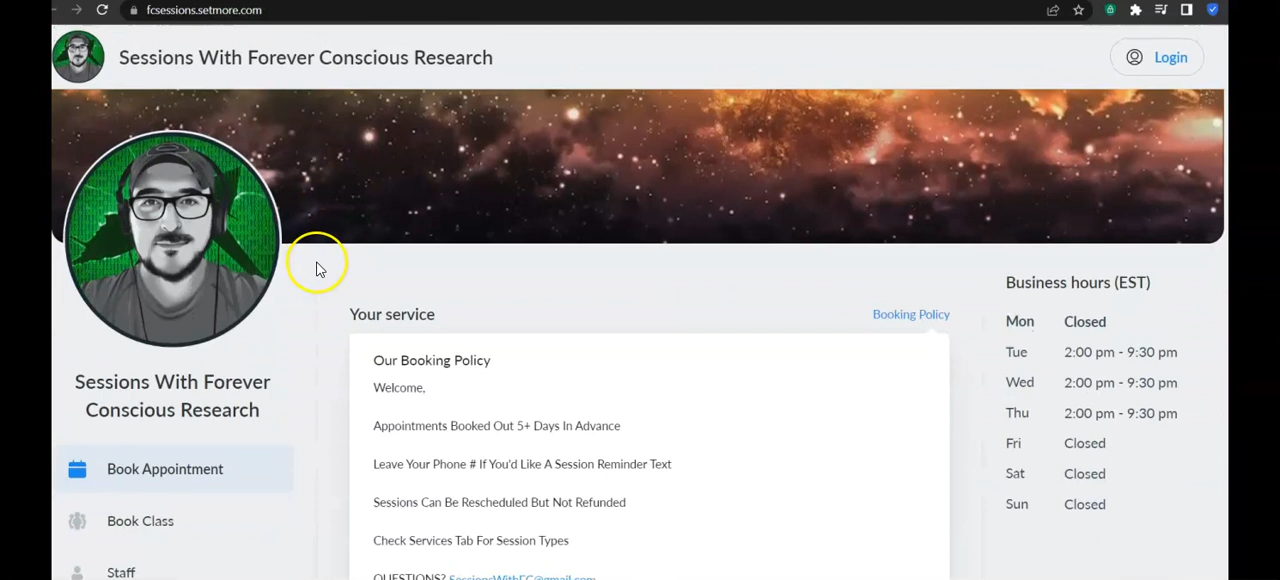 fcsessions.setmore.com
Sessions With Forever Conscious Research
Login
Sessions With Forever
Conscious Research
Book Appointment
Book Class
Staff
Your service
Booking Policy
Our Booking Policy
Welcome,
Appointments Booked Out 5+ Days In Advance
Leave Your Phone # If You'd Like A Session Reminder Text
Sessions Can Be Rescheduled But Not Refunded
Check Services Tab For Session Types
QUESTIONS? SessionsWithFC@gmail.com
Business hours (EST)
Mon Closed
Tue 2:00 pm - 9:30 pm
Wed 2:00 pm - 9:30 pm
Thu 2:00 pm - 9:30 pm
Fri Closed
Sat Closed
Sun Closed